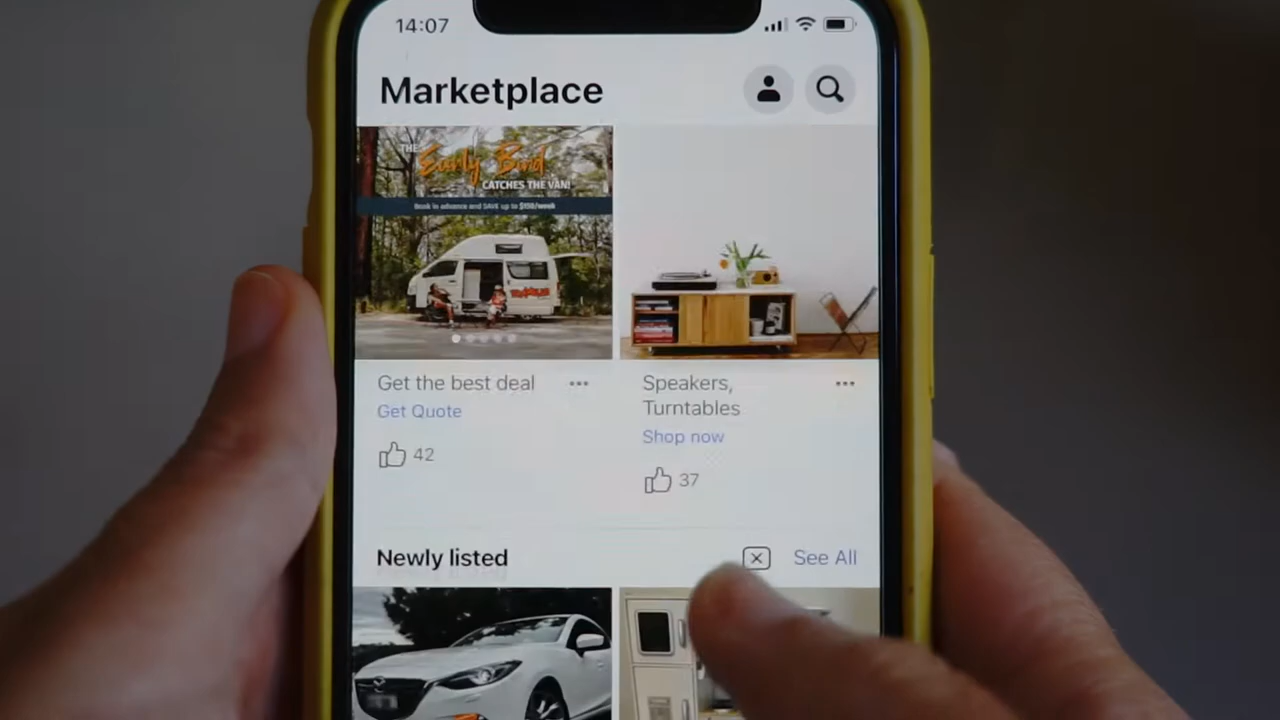 14:07
Marketplace
THE
Early Bird
CATCHES THE VAN!
Book in advance and SAVE up to $150/week
Get the best deal
Get Quote
42
Speakers,
Turntables
Shop now
37
Newly listed
See All